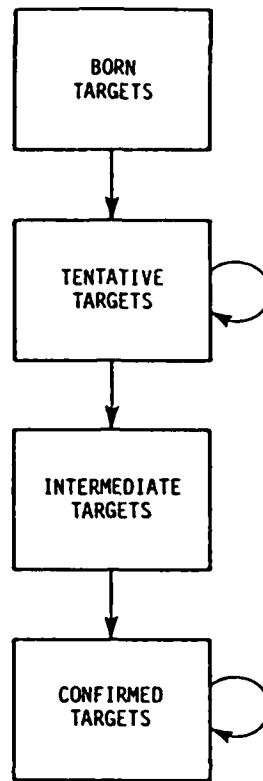 BORN
TARGETS
TENTATIVE
TARGETS
INTERMEDIATE
TARGETS
CONFIRMED
TARGETS